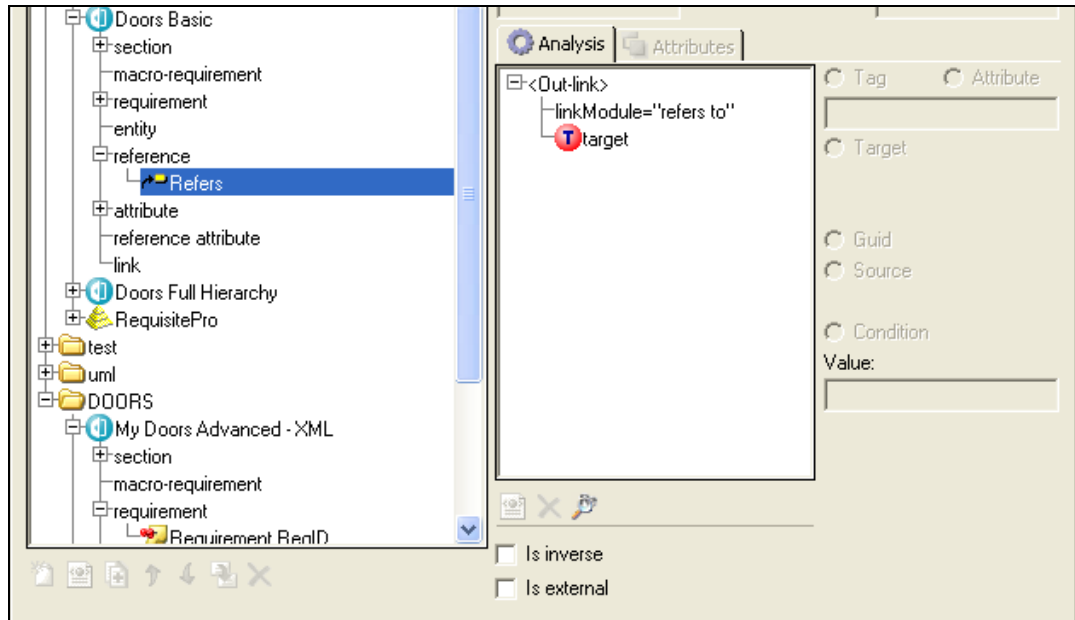 Doors Basic
section
macro-requirement
requirement
entity
reference
Refers
attribute
reference attribute
link
Doors Full Hierarchy
RequisitePro
test
uml
DOORS
My Doors Advanced - XML
section
macro-requirement
requirement
Requirement ReqID
Analysis
Attributes
<Out-link>
linkModule="refers to"
T target
Is inverse
Is external
Tag
Attribute
Target
Guid
Source
Condition
Value: